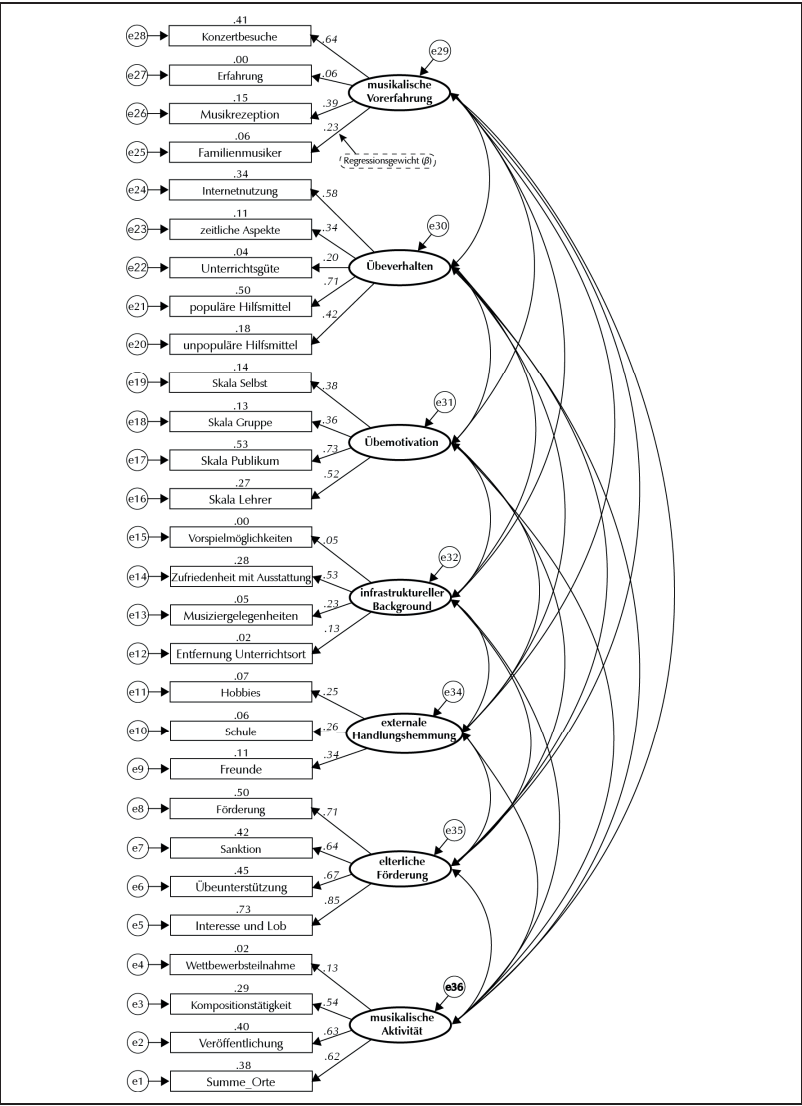 .41
e28 Konzertbesuche .64 e29
.00
e27 Erfahrung .06 musikalische
Vorerfahrung
.15
e26 Musikrezeption .39
.06
e25 Familienmusiker .23
Regressionsgewicht (β)
.34
e24 Internetnutzung .58
.11
e23 zeitliche Aspekte .34 e30
.04
e22 Unterrichtsgüte .20 Übeverhalten
.50
e21 populäre Hilfsmittel .71
.18
e20 unpopuläre Hilfsmittel .42
.14
e19 Skala Selbst .38
.13
e18 Skala Gruppe .36 e31
.53
e17 Skala Publikum .73 Übemotivation
.27
e16 Skala Lehrer .52
.00
e15 Vorspielmöglichkeiten .05
.28
e14 Zufriedenheit mit Ausstattung .53 e32
.05
e13 Musiziergelegenheiten .23 infrastruktureller
Background
.02
e12 Entfernung Unterrichtsort .13
.07
e11 Hobbies .25 e34
.06
e10 Schule .26 externale
Handlungshemmung
.11
e9 Freunde .34
.50
e8 Förderung .71
.42
e7 Sanktion .64 e35
.45
e6 Übeunterstützung .67 elterliche
Förderung
.73
e5 Interesse und Lob .85
.02
e4 Wettbewerbsteilnahme .13
.29
e3 Kompositionstätigkeit .54 e36
.40
e2 Veröffentlichung .63 musikalische
Aktivität
.38
e1 Summe_Orte .62